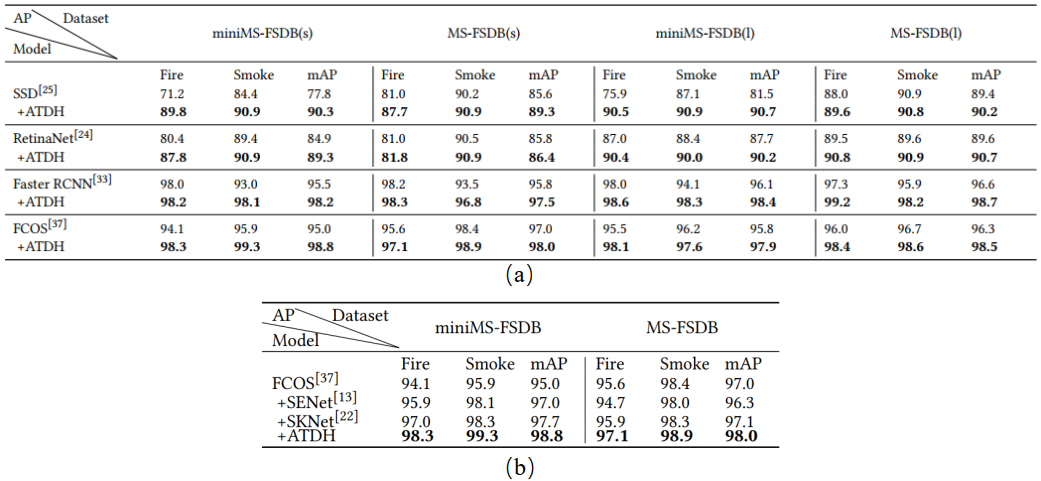 AP Dataset miniMS-FSDB(s) MS-FSDB(s) miniMS-FSDB(l) MS-FSDB(l)
Model
Fire Smoke mAP Fire Smoke mAP Fire Smoke mAP Fire Smoke mAP
SSD[25] 71.2 84.4 77.8 81.0 90.2 85.6 75.9 87.1 81.5 88.0 90.9 89.4
+ATDH 89.8 90.9 90.3 87.7 90.9 89.3 90.5 90.9 90.7 89.6 90.8 90.2
RetinaNet[24] 80.4 89.4 84.9 81.0 90.5 85.8 87.0 88.4 87.7 89.5 89.6 89.6
+ATDH 87.8 90.9 89.3 81.8 90.9 86.4 90.4 90.0 90.2 90.8 90.9 90.7
Faster RCNN[33] 98.0 93.0 95.5 98.2 93.5 95.8 98.0 94.1 96.1 97.3 95.9 96.6
+ATDH 98.2 98.1 98.2 98.3 96.8 97.5 98.6 98.3 98.4 99.2 98.2 98.7
FCOS[37] 94.1 95.9 95.0 95.6 98.4 97.0 95.5 96.2 95.8 96.0 96.7 96.3
+ATDH 98.3 99.3 98.8 97.1 98.9 98.0 98.1 97.6 97.9 98.4 98.6 98.5
(a)
AP Dataset miniMS-FSDB MS-FSDB
Model
Fire Smoke mAP Fire Smoke mAP
FCOS[37] 94.1 95.9 95.0 95.6 98.4 97.0
+SENet[13] 95.9 98.1 97.0 94.7 98.0 96.3
+SKNet[22] 97.0 98.3 97.7 95.9 98.3 97.1
+ATDH 98.3 99.3 98.8 97.1 98.9 98.0
(b)